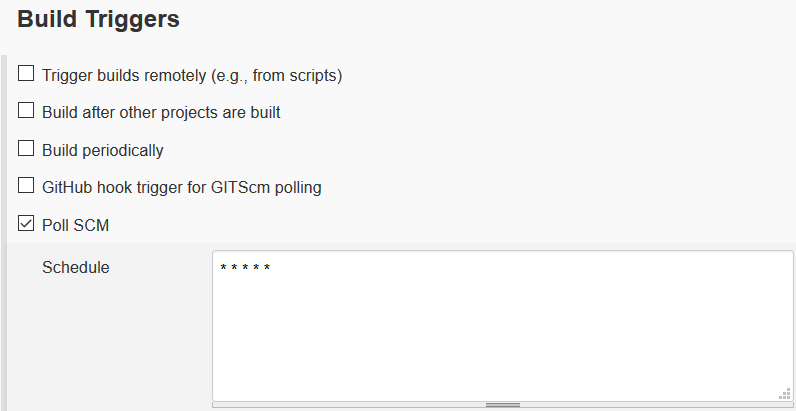 Build Triggers
Trigger builds remotely (e.g., from scripts)
Build after other projects are built
Build periodically
GitHub hook trigger for GITScm polling
Poll SCM
Schedule
* * * * *